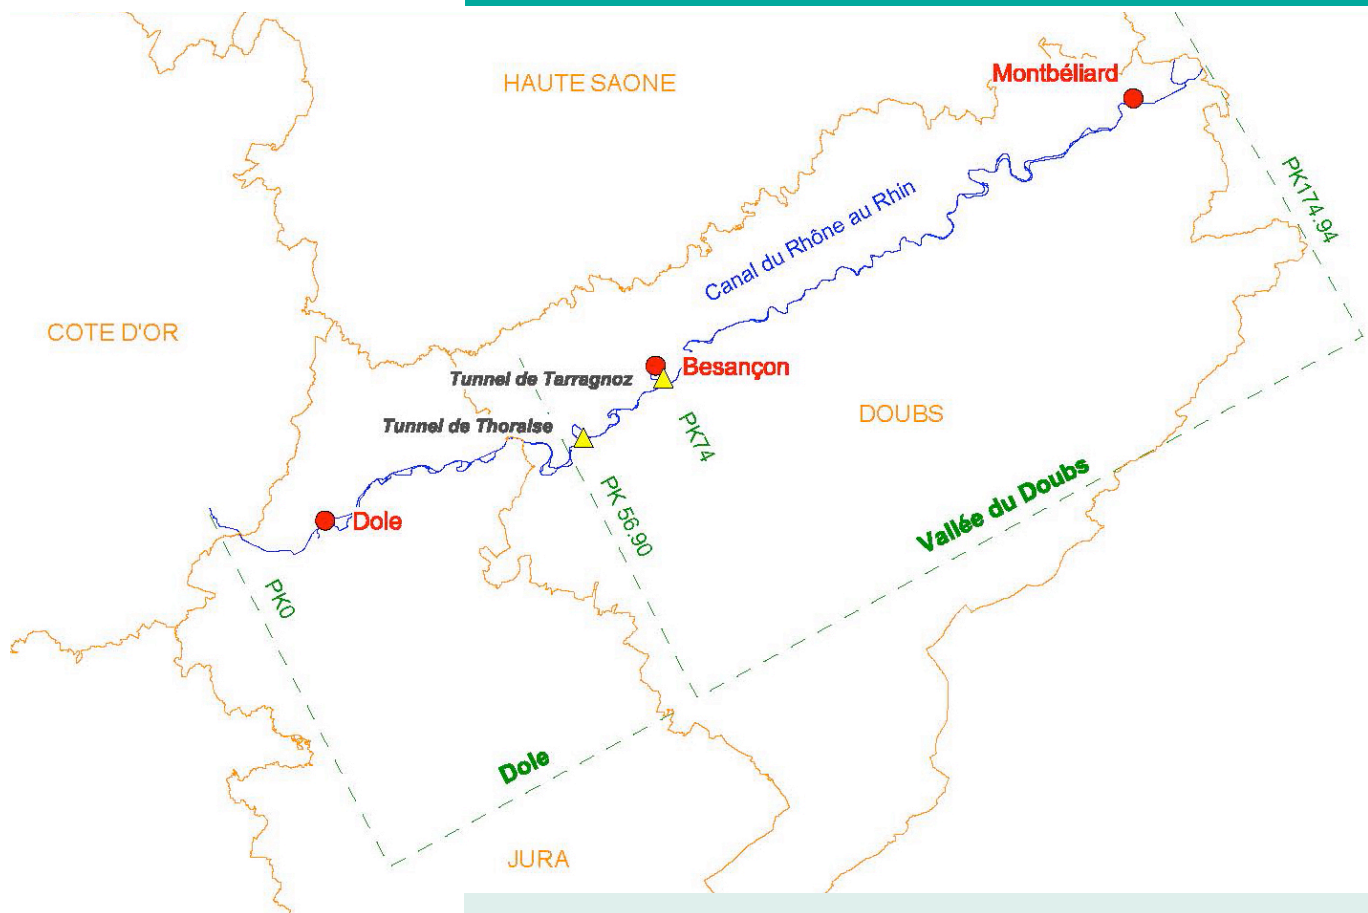 Montbéliard
HAUTE SAONE
PK174.94
Canal du Rhône au Rhin
COTE D'OR
Besançon
Tunnel de Tarragnoz
DOUBS
Tunnel de Thoraise
PK74
Vallée du Doubs
PK 56.90
Dole
PK0
Dole
JURA